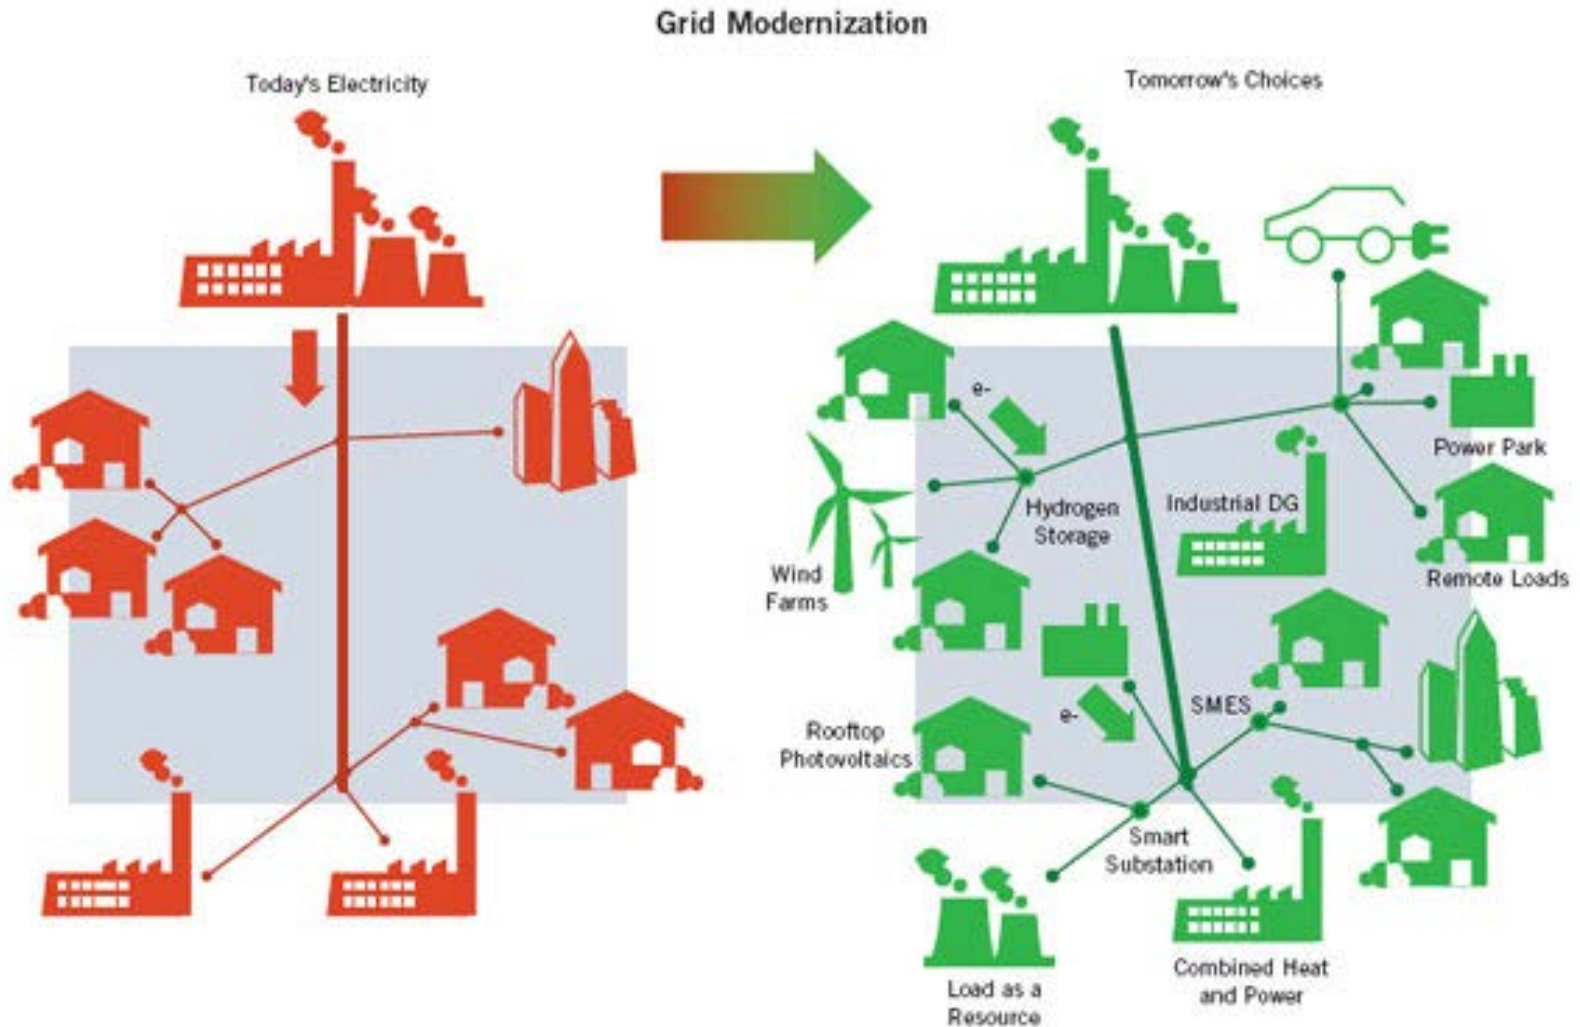 Grid Modernization
Today's Electricity
Tomorrow's Choices
e-
Power Park
Hydrogen
Storage
Industrial DG
Wind
Farms
Remote Loads
Rooftop
Photovoltaics
e-
SMES
Smart
Substation
Load as a
Resource
Combined Heat
and Power